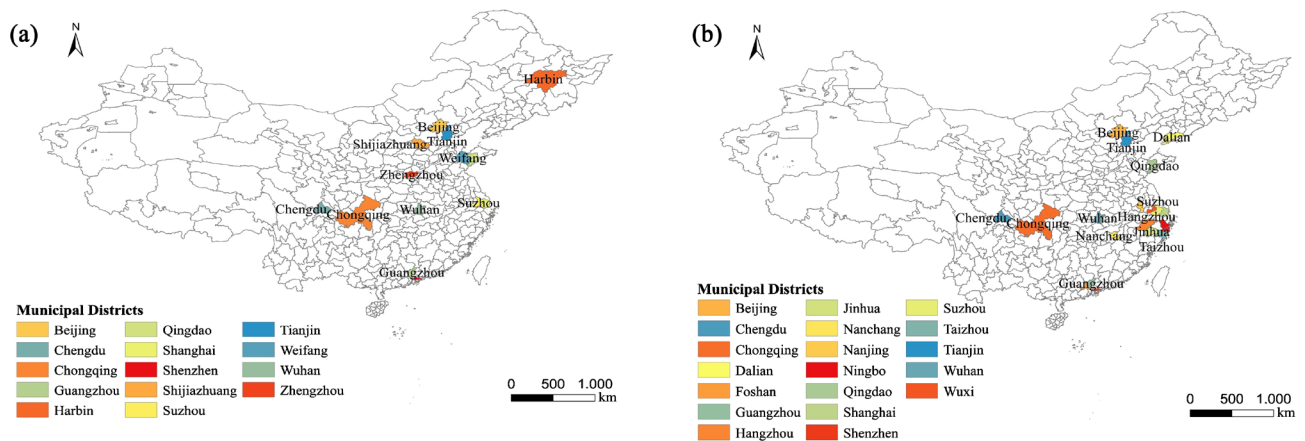 (a)
N
Harbin
Beijing
Tianjin
Shijiazhuang
Weifang
Zhengzhou
Suzhou
Chengdu
Chongqing
Wuhan
Guangzhou
Municipal Districts
Beijing Qingdao Tianjin
Chengdu Shanghai Weifang
Chongqing Shenzhen Wuhan
Guangzhou Shijiazhuang Zhengzhou
Harbin Suzhou
0 500 1.000
km
(b)
N
Beijing
Dalian
Tianjin
Qingdao
Suzhou
Chengdu
Wuhan
Hangzhou
Chongqing
Jinhua
Nanchang
Taizhou
Guangzhou
Municipal Districts
Beijing Jinhua Suzhou
Chengdu Nanchang Taizhou
Chongqing Nanjing Tianjin
Dalian Ningbo Wuhan
Foshan Qingdao Wuxi
Guangzhou Shanghai
Hangzhou Shenzhen
0 500 1.000
km